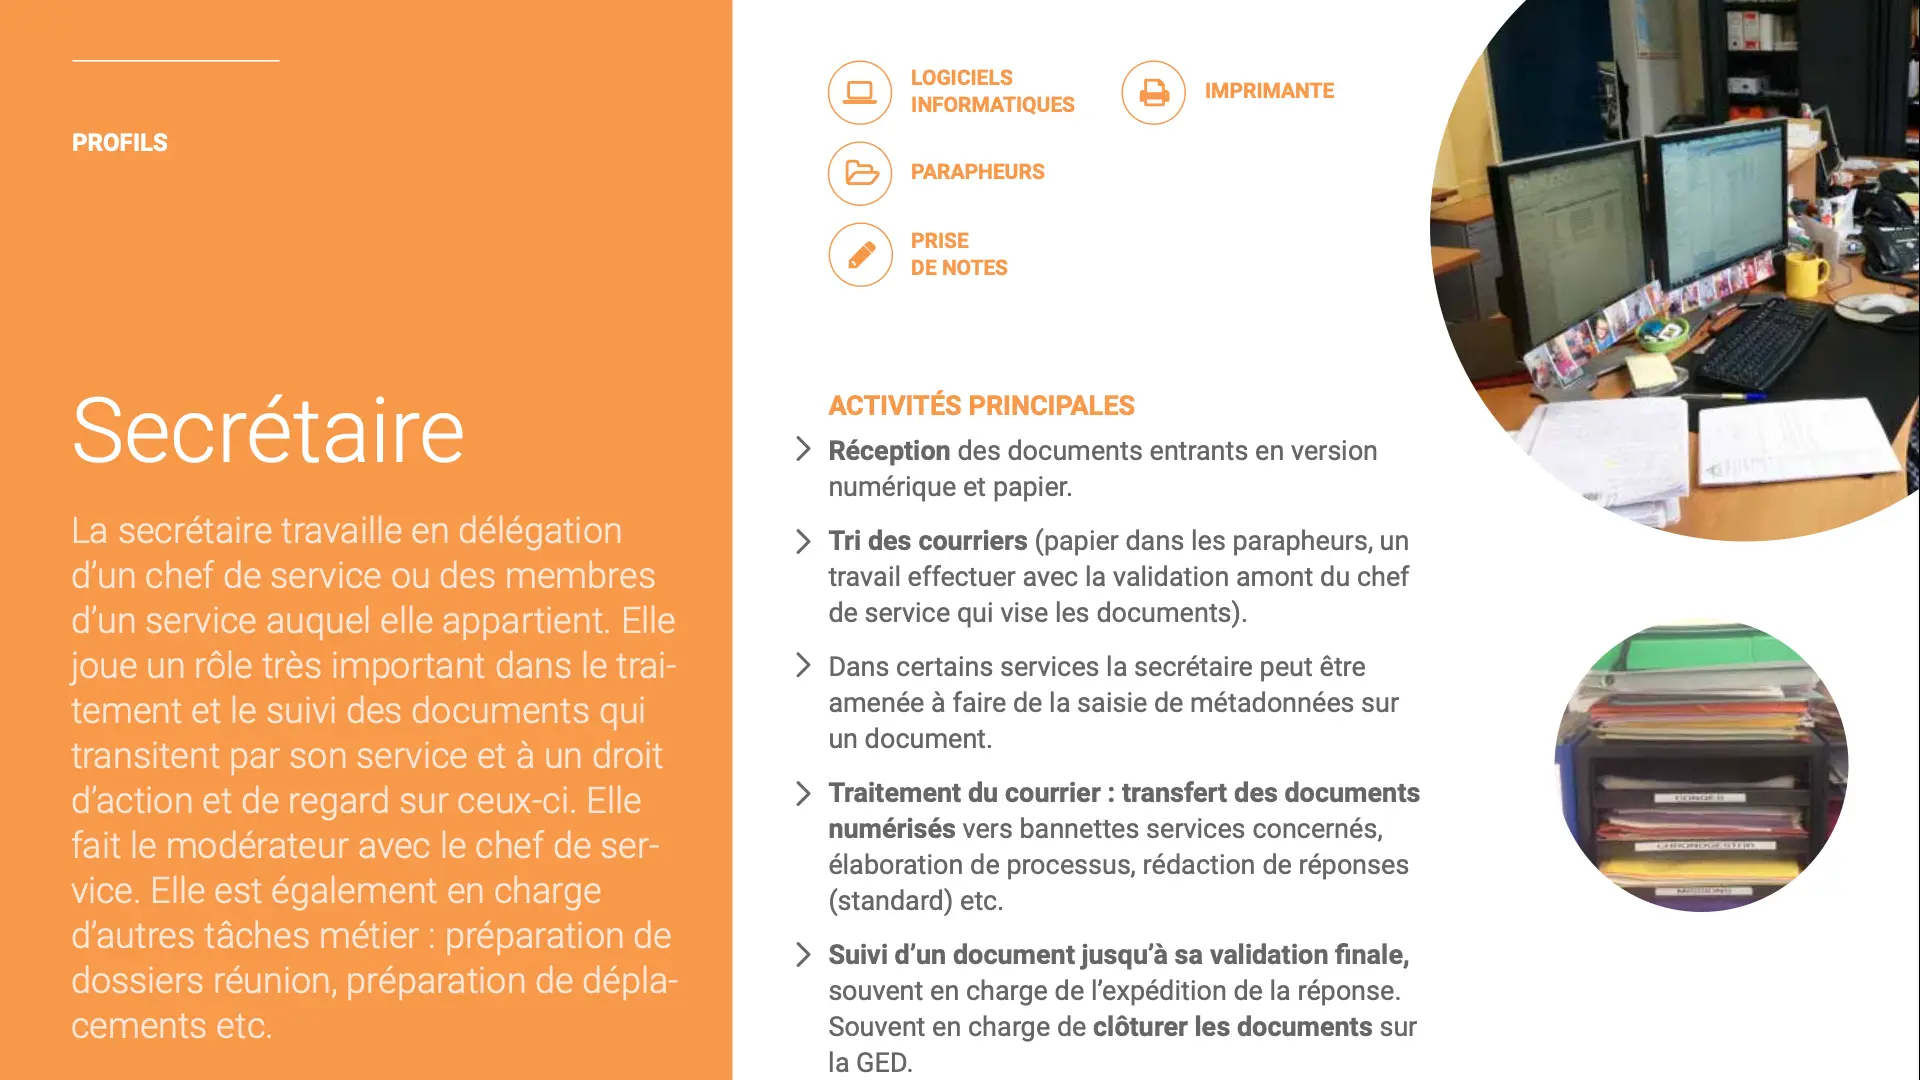 PROFILS
Secrétaire
La secrétaire travaille en délégation
d’un chef de service ou des membres
d’un service auquel elle appartient. Elle
joue un rôle très important dans le trai-
tement et le suivi des documents qui
transitent par son service et à un droit
d’action et de regard sur ceux-ci. Elle
fait le modérateur avec le chef de ser-
vice. Elle est également en charge
d’autres tâches métier : préparation de
dossiers réunion, préparation de dépla-
cements etc.
LOGICIELS
INFORMATIQUES
IMPRIMANTE
PARAPHEURS
PRISE
DE NOTES
ACTIVITÉS PRINCIPALES
Réception des documents entrants en version
numérique et papier.
Tri des courriers (papier dans les parapheurs, un
travail effectuer avec la validation amont du chef
de service qui vise les documents).
Dans certains services la secrétaire peut être
amenée à faire de la saisie de métadonnées sur
un document.
Traitement du courrier : transfert des documents
numérisés vers bannettes services concernés,
élaboration de processus, rédaction de réponses
(standard) etc.
Suivi d’un document jusqu’à sa validation finale,
souvent en charge de l’expédition de la réponse.
Souvent en charge de clôturer les documents sur
la GED.
CONGES
CHRONOGESTOR
MISSIONS